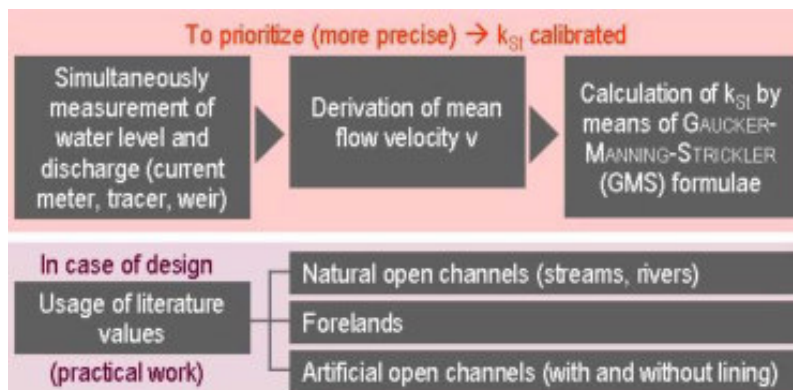 To prioritize (more precise) → kSt calibrated
Simultaneously
measurement of
water level and
discharge (current
meter, tracer, weir)
Derivation of mean
flow velocity v
Calculation of kSt by
means of GAUCKER-
MANNING-STRICKLER
(GMS) formulae
In case of design
Usage of literature
values
(practical work)
Natural open channels (streams, rivers)
Forelands
Artificial open channels (with and without lining)